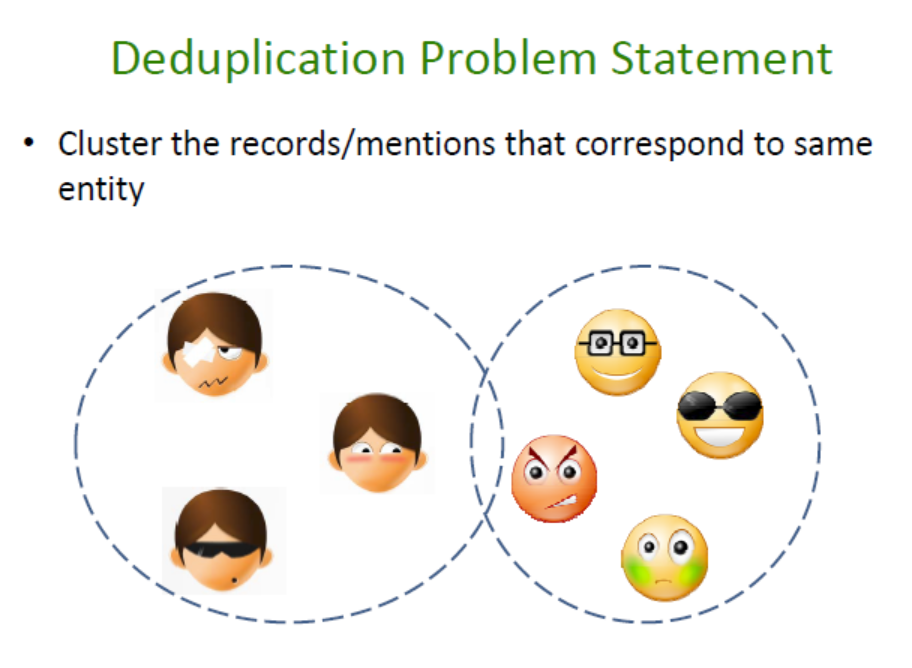 Deduplication Problem Statement
• Cluster the records/mentions that correspond to same
entity